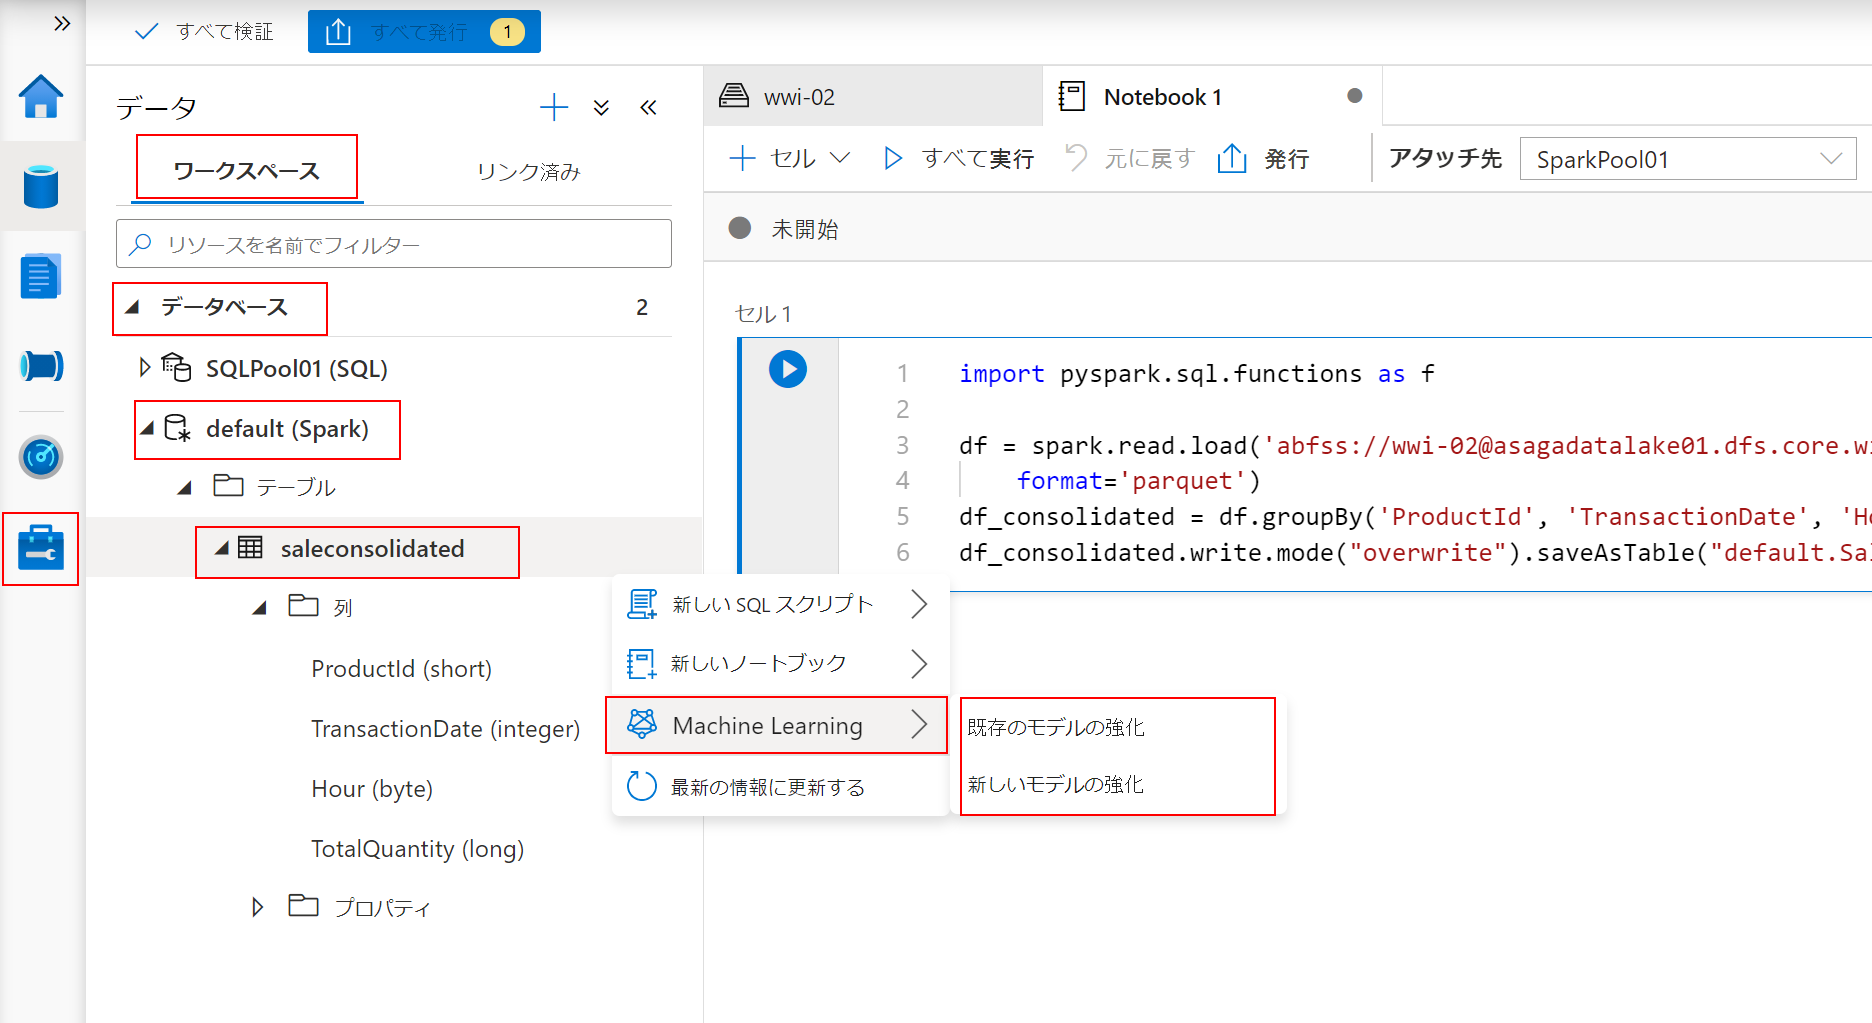 すべて検証
すべて発行 1
データ
ワークスペース
リンク済み
リソースを名前でフィルター
データベース 2
SQLPool01 (SQL)
default (Spark)
テーブル
saleconsolidated
列
ProductId (short)
TransactionDate (integer)
Hour (byte)
TotalQuantity (long)
プロパティ
新しい SQL スクリプト
新しいノートブック
Machine Learning
最新の情報に更新する
既存のモデルの強化
新しいモデルの強化
wwi-02
Notebook 1
セル
すべて実行
元に戻す
発行
アタッチ先
SparkPool01
未開始
セル 1
1 import pyspark.sql.functions as f
2
3 df = spark.read.load('abfss://wwi-02@asagadatalake01.dfs.core.wi
4 format='parquet')
5 df_consolidated = df.groupBy('ProductId', 'TransactionDate', 'Ho
6 df_consolidated.write.mode("overwrite").saveAsTable("default.Sal